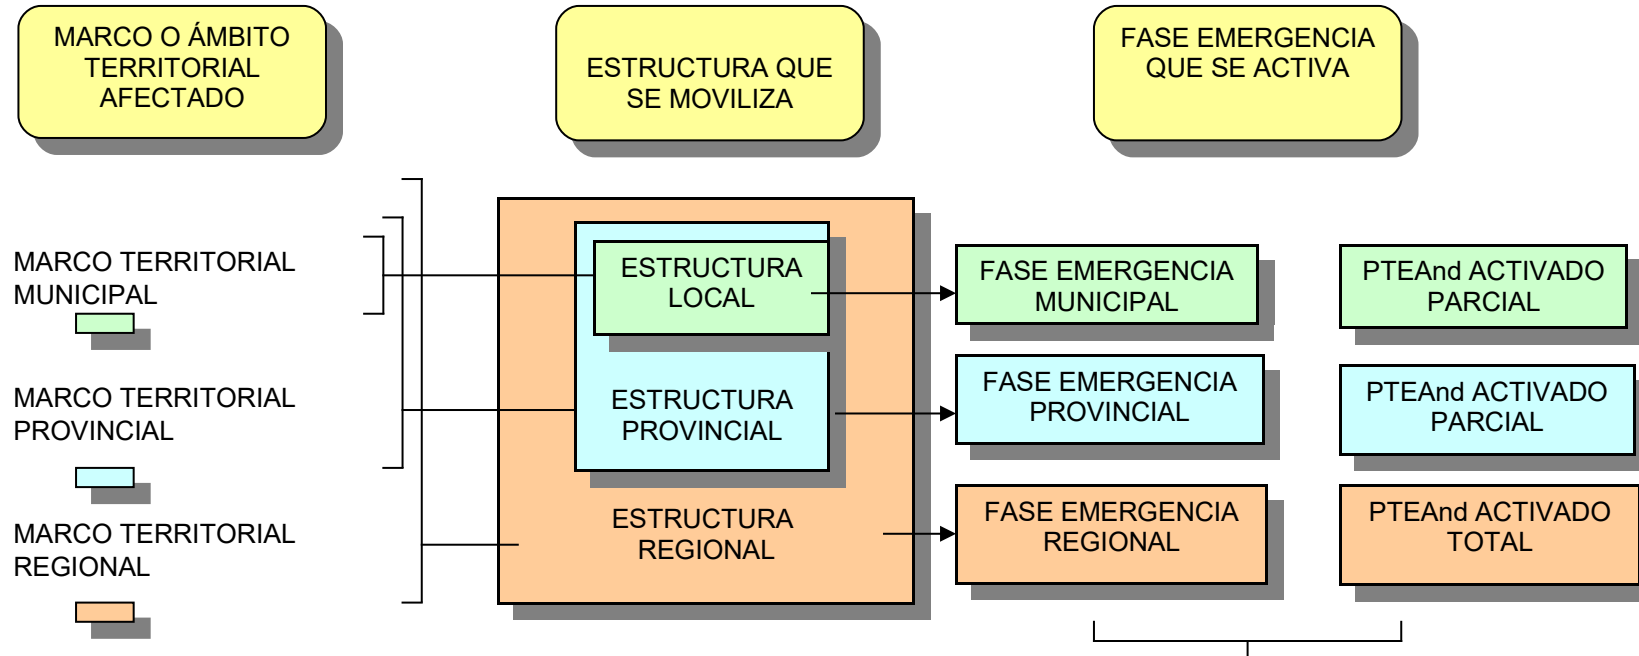 MARCO O ÁMBITO
TERRITORIAL
AFECTADO
ESTRUCTURA QUE
SE MOVILIZA
FASE EMERGENCIA
QUE SE ACTIVA
MARCO TERRITORIAL
MUNICIPAL
ESTRUCTURA
LOCAL
FASE EMERGENCIA
MUNICIPAL
PTEAnd ACTIVADO
PARCIAL
MARCO TERRITORIAL
PROVINCIAL
ESTRUCTURA
PROVINCIAL
FASE EMERGENCIA
PROVINCIAL
PTEAnd ACTIVADO
PARCIAL
MARCO TERRITORIAL
REGIONAL
ESTRUCTURA
REGIONAL
FASE EMERGENCIA
REGIONAL
PTEAnd ACTIVADO
TOTAL